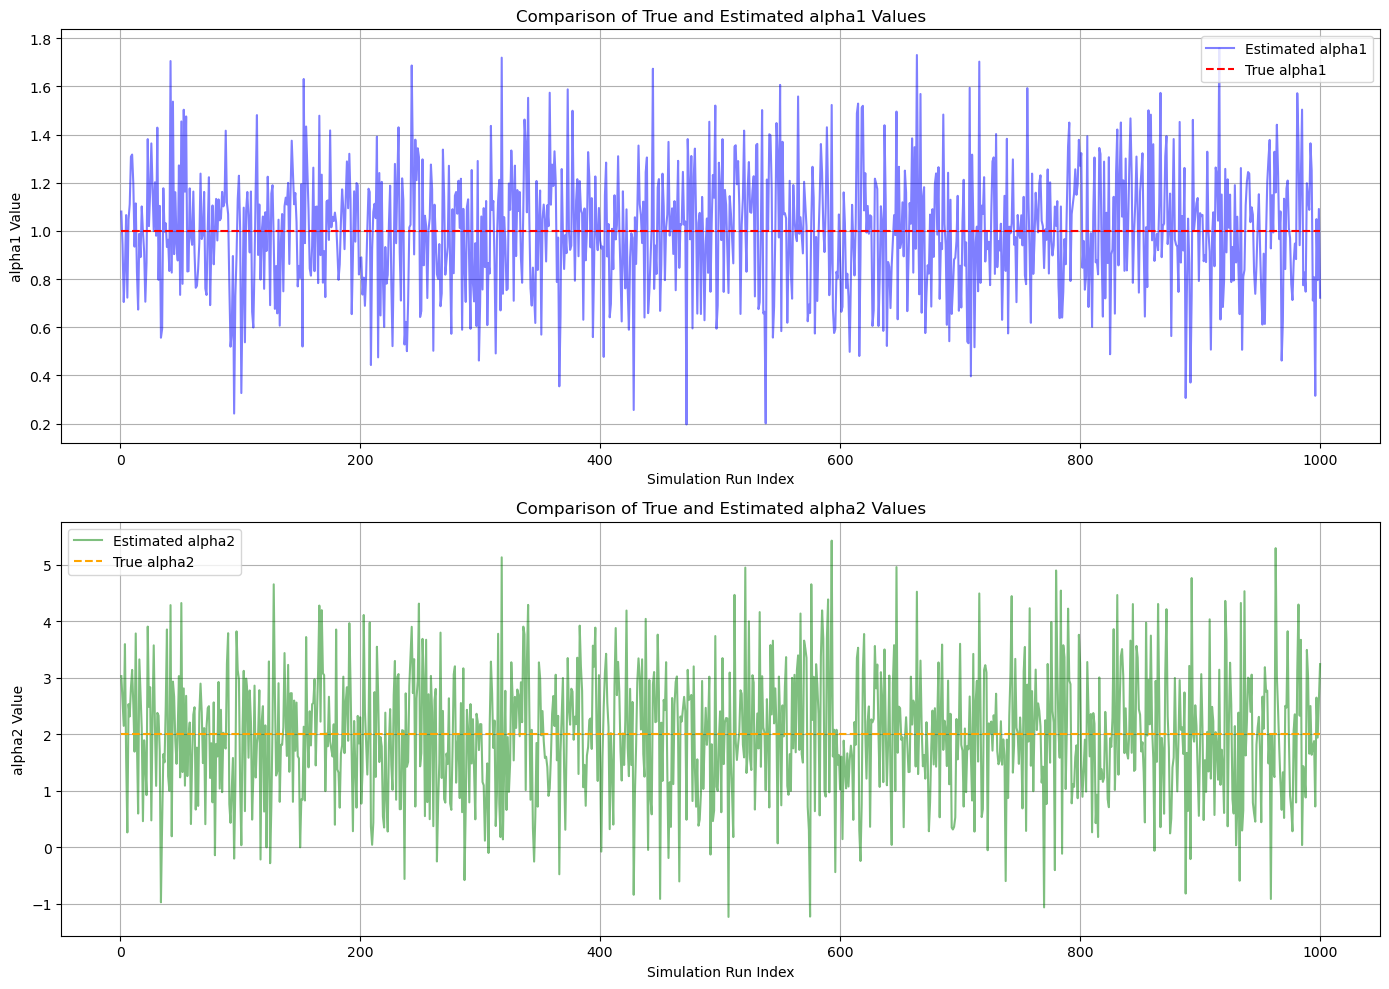 Comparison of True and Estimated alpha1 Values
1.8
1.6
1.4
1.2
1.0
0.8
0.6
0.4
0.2
alpha1 Value
Estimated alpha1
True alpha1
0 200 400 600 800 1000
Simulation Run Index
Comparison of True and Estimated alpha2 Values
5
4
3
2
1
0
−1
alpha2 Value
Estimated alpha2
True alpha2
0 200 400 600 800 1000
Simulation Run Index